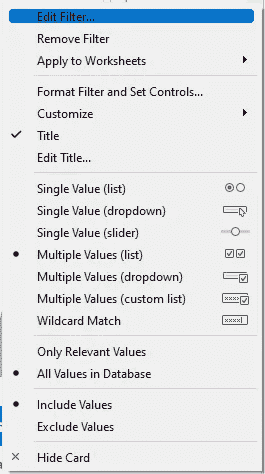 Edit Filter...
Remove Filter
Apply to Worksheets
Format Filter and Set Controls...
Customize
Title
Edit Title...
Single Value (list)
Single Value (dropdown)
Single Value (slider)
Multiple Values (list)
Multiple Values (dropdown)
Multiple Values (custom list)
Wildcard Match
Only Relevant Values
All Values in Database
Include Values
Exclude Values
Hide Card